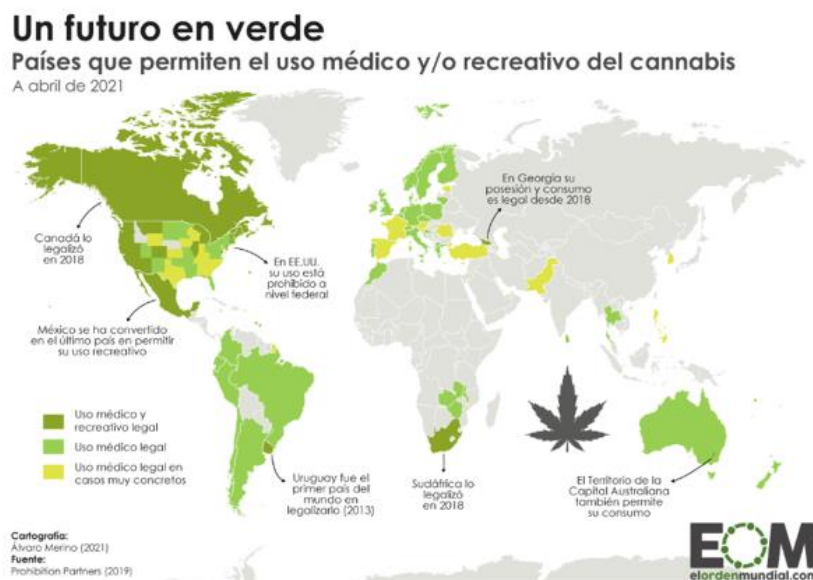 Un futuro en verde
Países que permiten el uso médico y/o recreativo del cannabis
A abril de 2021
En Georgia su
posesión y consumo
es legal desde 2018
Canadá lo
legalizó
en 2018
En EE.UU.
su uso está
prohibido a
nivel federal
México se ha convertido
en el último país en permitir
su uso recreativo
Uso médico y
recreativo legal
Uso médico legal
Uso médico legal en
casos muy concretos
Uruguay fue el
primer país del
mundo en
legalizarlo (2013)
Sudáfrica lo
legalizó
en 2018
El Territorio de la
Capital Australiana
también permite
su consumo
Cartografía:
Álvaro Merino (2021)
Fuente:
Prohibition Partners (2019)
EOM
elordenmundial.com